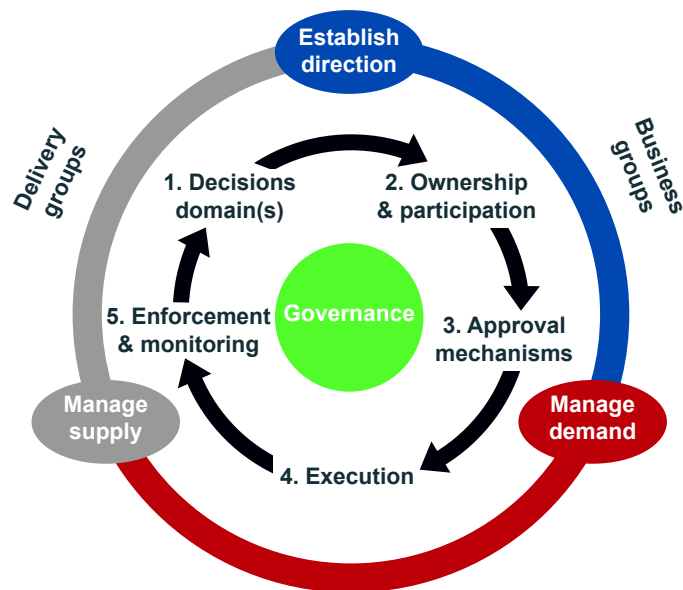 Establish
direction
Delivery
groups
Business
groups
1. Decisions
domain(s)
2. Ownership
& participation
5. Enforcement
& monitoring
Governance
3. Approval
mechanisms
Manage
supply
Manage
demand
4. Execution